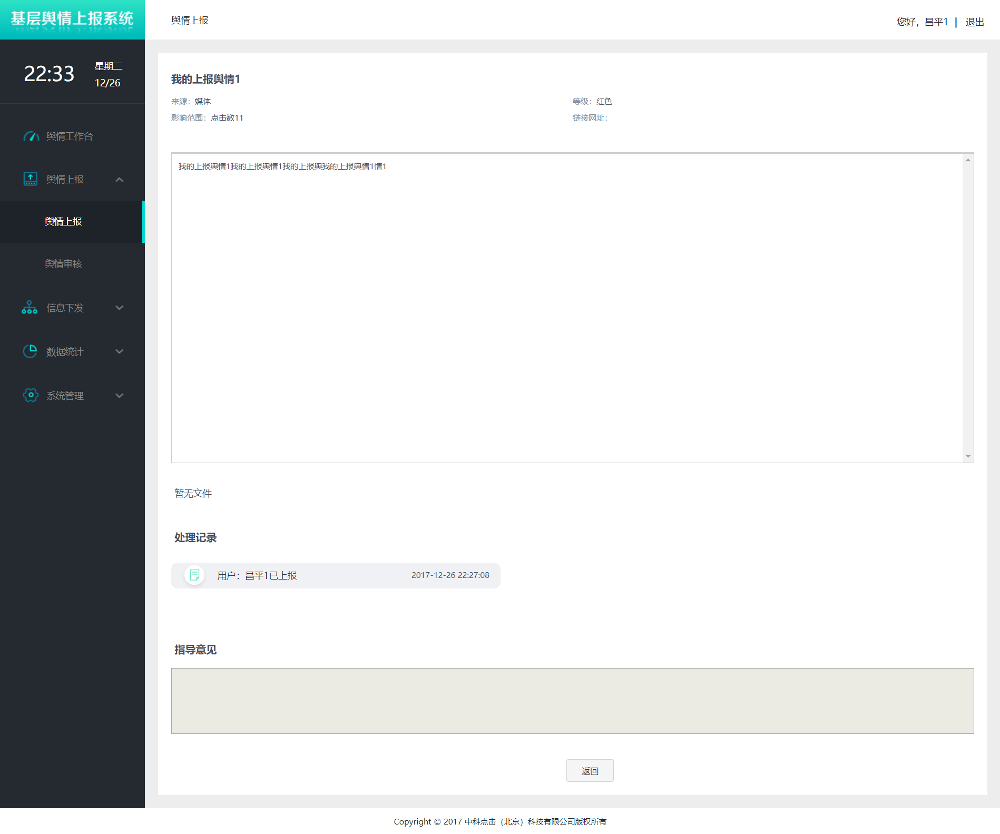 基层舆情上报系统
舆情上报
您好，昌平1 | 退出
22:33
星期二
12/26
舆情工作台
舆情上报
舆情上报
舆情审核
信息下发
数据统计
系统管理
我的上报舆情1
来源：媒体
等级：红色
影响范围：点击数11
链接网址：
我的上报舆情1我的上报舆情1我的上报舆我的上报舆情1情1
暂无文件
处理记录
用户：昌平1已上报
2017-12-26 22:27:08
指导意见
返回
Copyright © 2017 中科点击（北京）科技有限公司版权所有